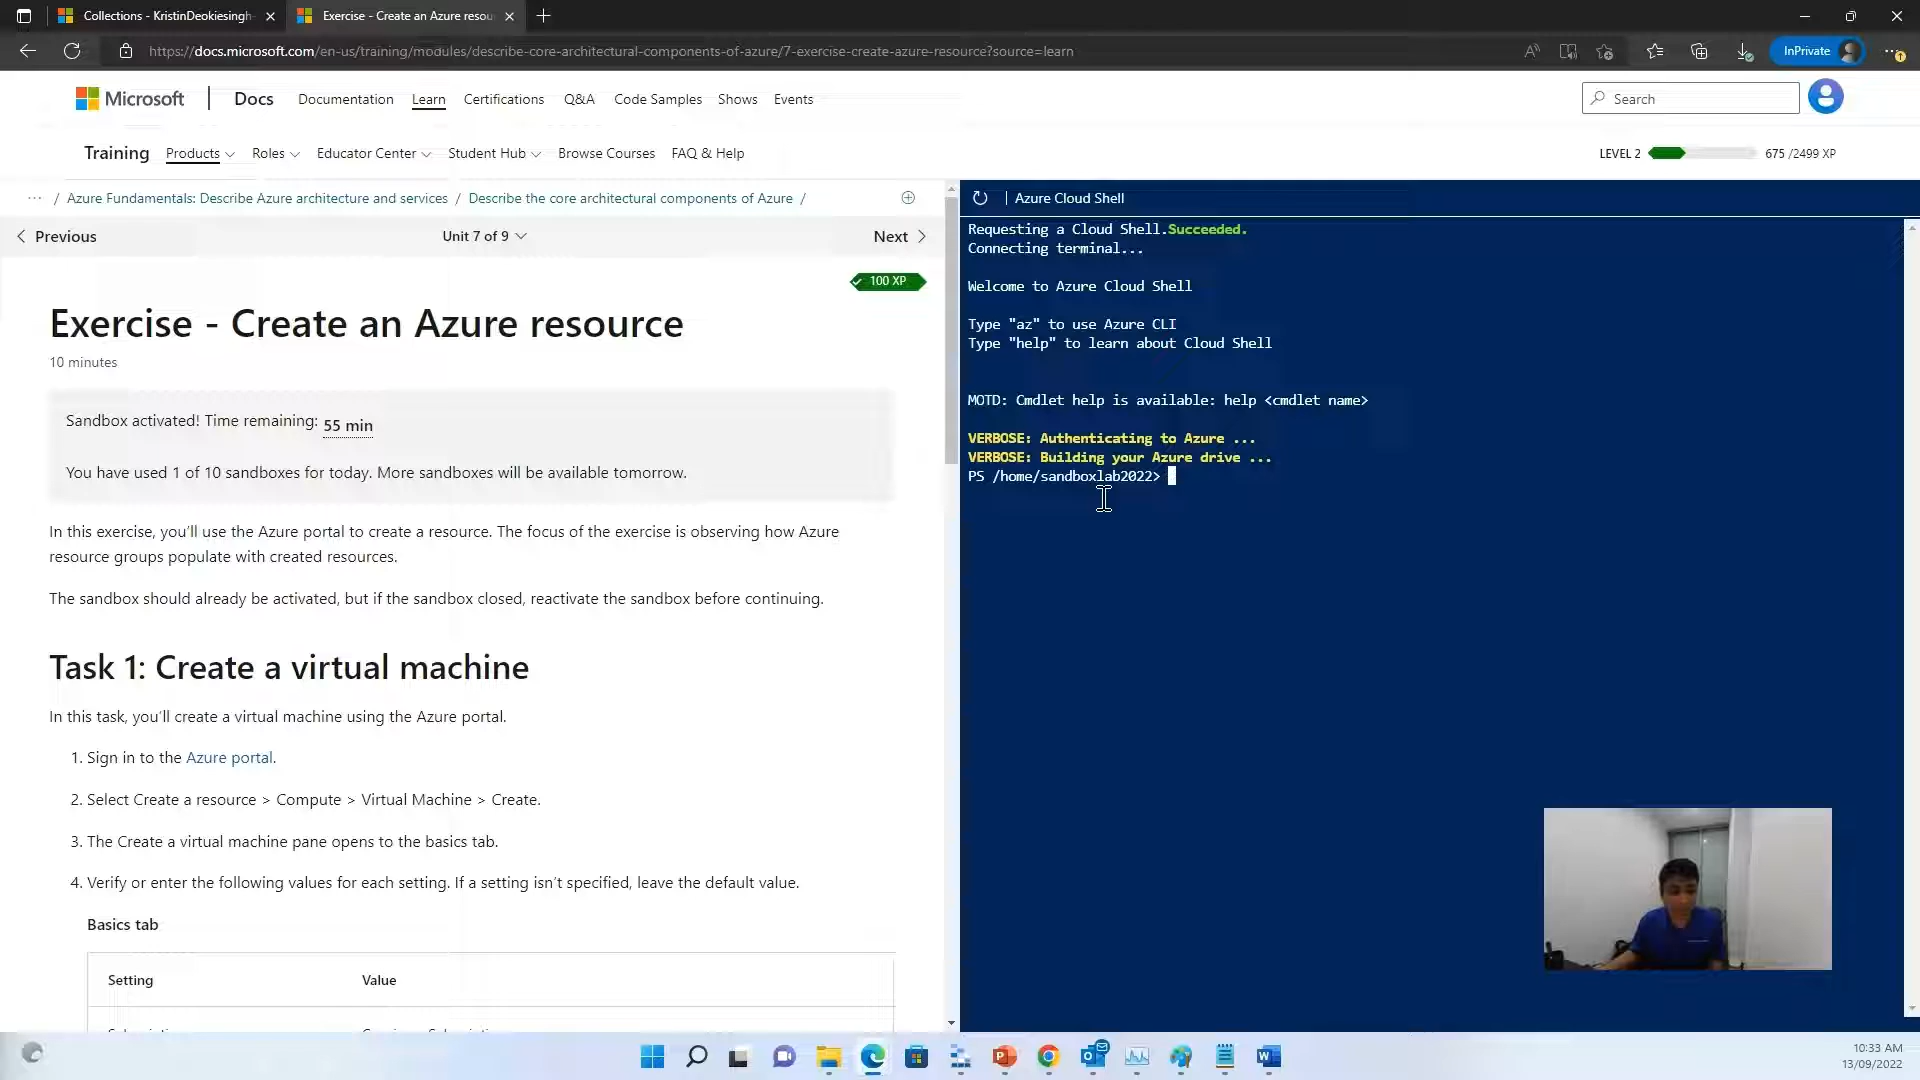 Collections - KristinDeokiesingh
Exercise - Create an Azure resou
https://docs.microsoft.com/en-us/training/modules/describe-core-architectural-components-of-azure/7-exercise-create-azure-resource?source=learn
InPrivate
Microsoft
Docs
Documentation
Learn
Certifications
Q&A
Code Samples
Shows
Events
Search
Training
Products
Roles
Educator Center
Student Hub
Browse Courses
FAQ & Help
LEVEL 2
675 /2499 XP
··· / Azure Fundamentals: Describe Azure architecture and services / Describe the core architectural components of Azure /
Previous
Unit 7 of 9
Next
100 XP
Exercise - Create an Azure resource
10 minutes
Sandbox activated! Time remaining: 55 min
You have used 1 of 10 sandboxes for today. More sandboxes will be available tomorrow.
In this exercise, you'll use the Azure portal to create a resource. The focus of the exercise is observing how Azure
resource groups populate with created resources.
The sandbox should already be activated, but if the sandbox closed, reactivate the sandbox before continuing.
Task 1: Create a virtual machine
In this task, you'll create a virtual machine using the Azure portal.
1. Sign in to the Azure portal.
2. Select Create a resource > Compute > Virtual Machine > Create.
3. The Create a virtual machine pane opens to the basics tab.
4. Verify or enter the following values for each setting. If a setting isn't specified, leave the default value.
Basics tab
Setting
Value
| Azure Cloud Shell
Requesting a Cloud Shell.Succeeded.
Connecting terminal...
Welcome to Azure Cloud Shell
Type "az" to use Azure CLI
Type "help" to learn about Cloud Shell
MOTD: Cmdlet help is available: help <cmdlet name>
VERBOSE: Authenticating to Azure ...
VERBOSE: Building your Azure drive ...
PS /home/sandboxlab2022>
10:33 AM
13/09/2022